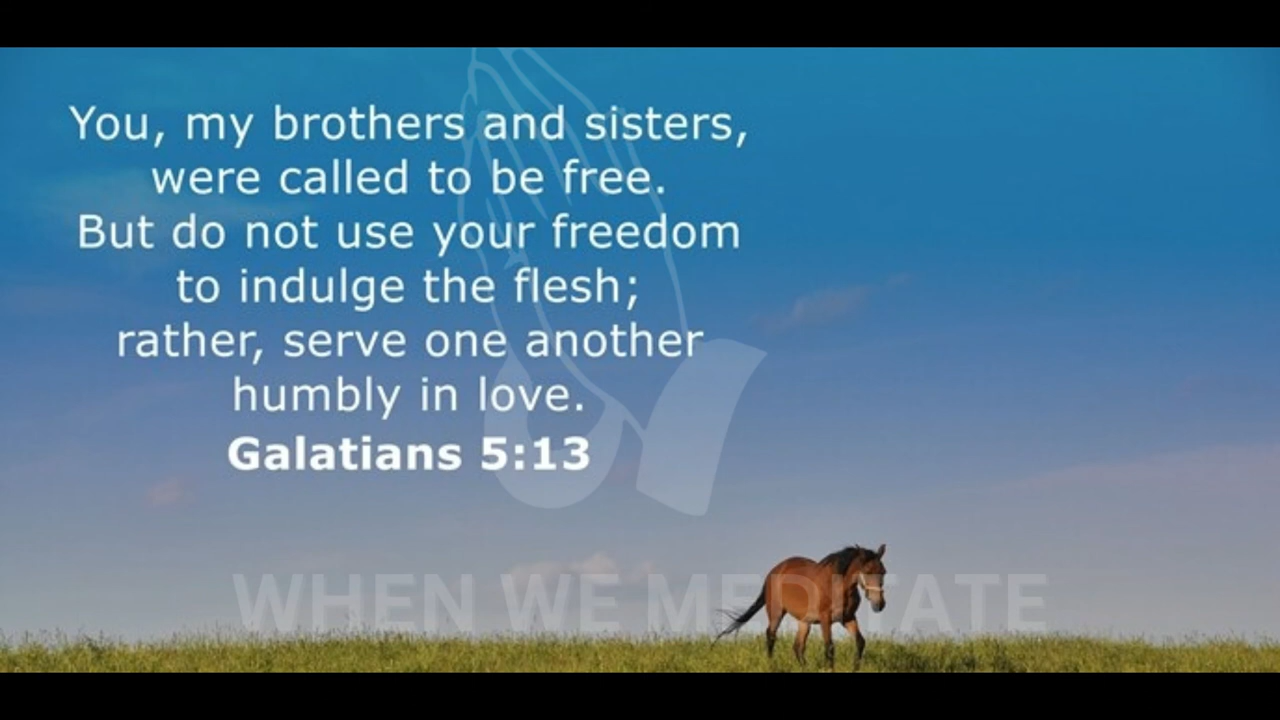 You, my brothers and sisters,
were called to be free.
But do not use your freedom
to indulge the flesh;
rather, serve one another
humbly in love.
Galatians 5:13
WHEN WE MEDITATE